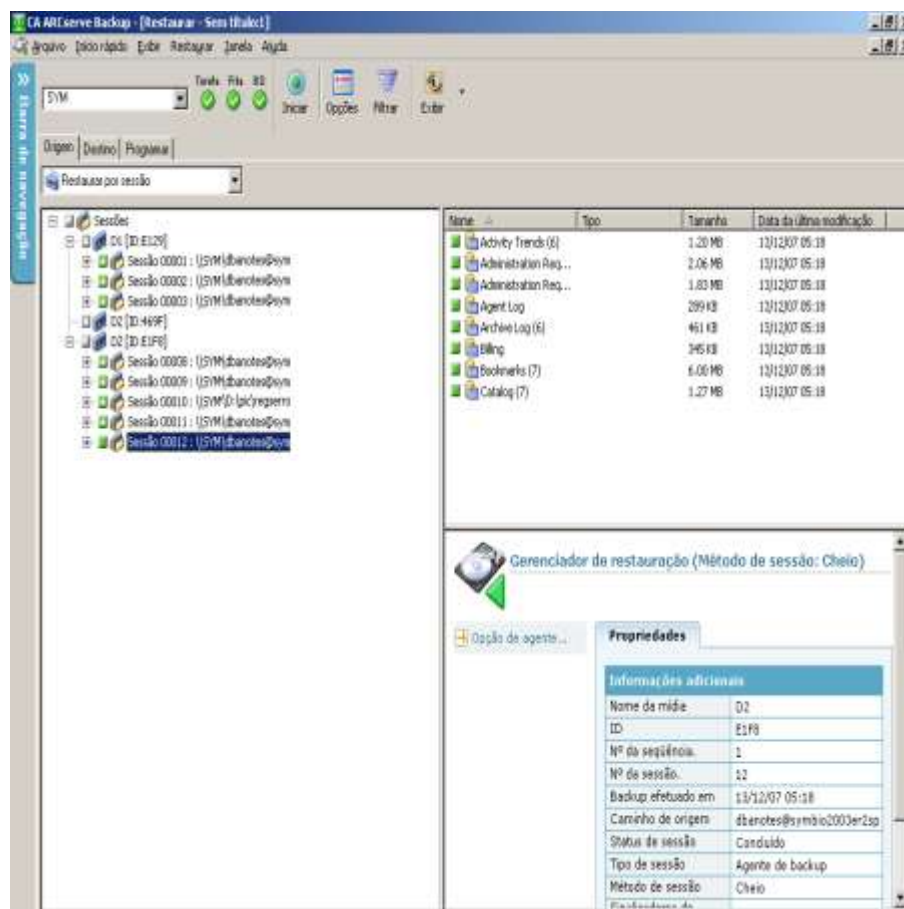 CA ARCserve Backup - [Restaurar - Sem título1]
Arquivo Início rápido Exibir Restaurar Janela Ajuda
Barra de navegação
SYM
Tarefa Fita BD
Iniciar Opções Filtrar Exibir
Origem Destino Programar
Restaurar por sessão
Sessões
D1 [ID:E129]
Sessão 00001 : \\SYM\dbanotes@sym
Sessão 00002 : \\SYM\dbanotes@sym
Sessão 00003 : \\SYM\dbanotes@sym
D2 [ID:469F]
D2 [ID:E1F8]
Sessão 00008 : \\SYM\dbanotes@sym
Sessão 00009 : \\SYM\dbanotes@sym
Sessão 00010 : \\SYM\D:\pic\regserro
Sessão 00011 : \\SYM\dbanotes@sym
Sessão 00012 : \\SYM\dbanotes@sym
Nome Tipo Tamanho Data da última modificação
Activity Trends (6) 1.20 MB 13/12/07 05:18
Administration Req... 2.06 MB 13/12/07 05:18
Administration Req... 1.83 MB 13/12/07 05:18
Agent Log 299 KB 13/12/07 05:18
Archive Log (6) 461 KB 13/12/07 05:18
Billing 345 KB 13/12/07 05:18
Bookmarks (7) 6.00 MB 13/12/07 05:18
Catalog (7) 1.27 MB 13/12/07 05:18
Gerenciador de restauração (Método de sessão: Cheio)
Opção de agente...
Propriedades
Informações adicionais
Nome da mídia D2
ID E1F8
Nº da seqüência. 1
Nº da sessão. 12
Backup efetuado em 13/12/07 05:18
Caminho de origem dbanotes@symbio2003er2sp
Status de sessão Concluído
Tipo de sessão Agente de backup
Método de sessão Cheio